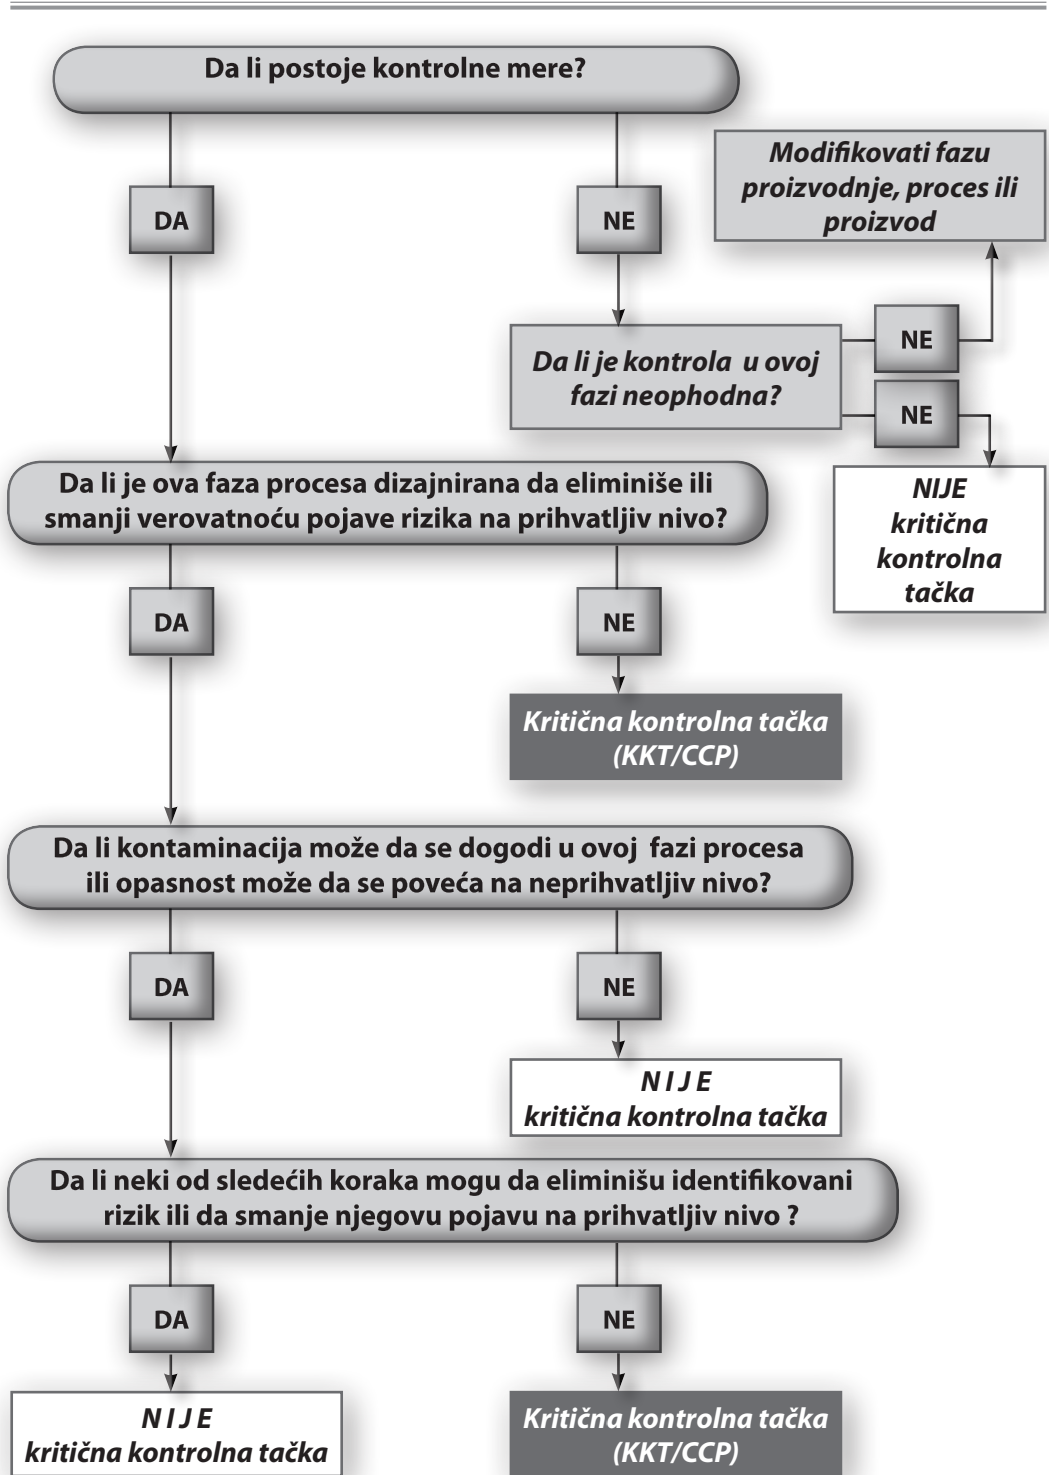 Da li postoje kontrolne mere?
DA
NE
Modifikovati fazu
proizvodnje, proces ili
proizvod
Da li je kontrola u ovoj
fazi neophodna?
NE
NE
NIJE
kritična
kontrolna
tačka
Da li je ova faza procesa dizajnirana da eliminiše ili
smanji verovatnoću pojave rizika na prihvatljiv nivo?
DA
NE
Kritična kontrolna tačka
(KKT/CCP)
Da li kontaminacija može da se dogodi u ovoj fazi procesa
ili opasnost može da se poveća na neprihvatljiv nivo?
DA
NE
N I J E
kritična kontrolna tačka
Da li neki od sledećih koraka mogu da eliminišu identifikovani
rizik ili da smanje njegovu pojavu na prihvatljiv nivo ?
DA
NE
N I J E
kritična kontrolna tačka
Kritična kontrolna tačka
(KKT/CCP)